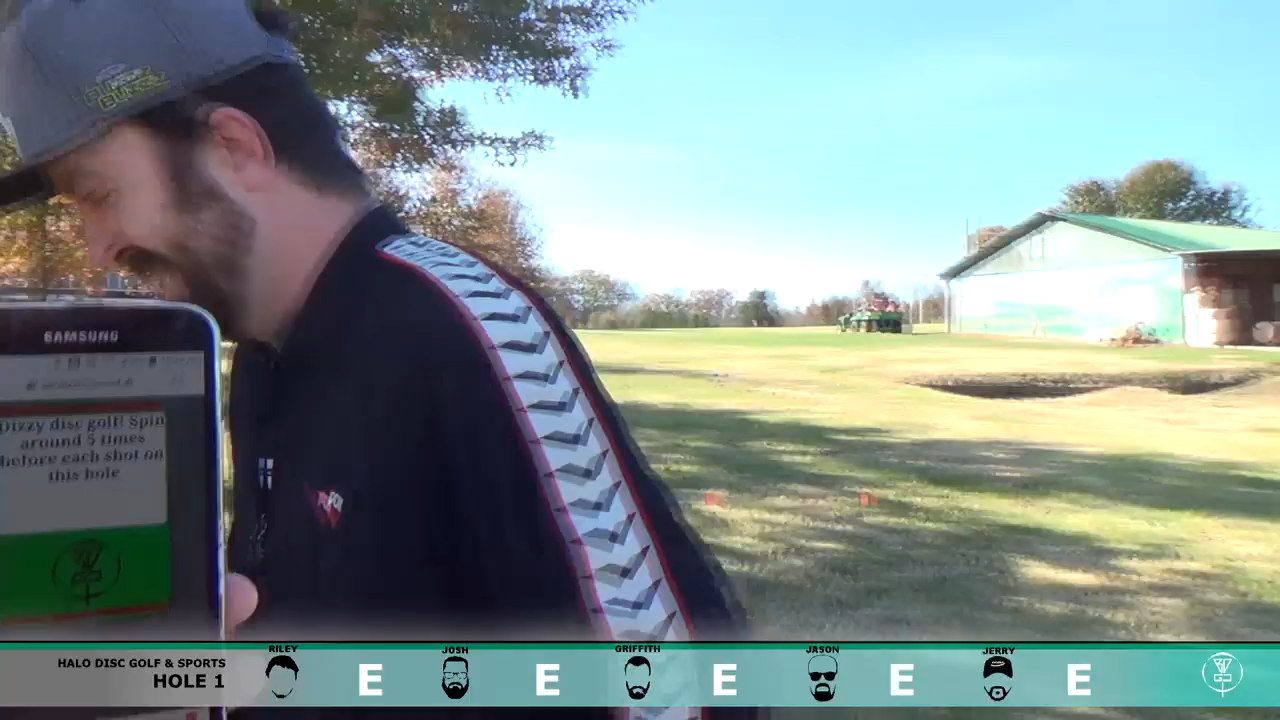 SAMSUNG
Dizzy disc golf! Spin
around 5 times
before each shot on
this hole
HALO DISC GOLF & SPORTS
HOLE 1
RILEY
E
JOSH
E
GRIFFITH
E
JASON
E
JERRY
E